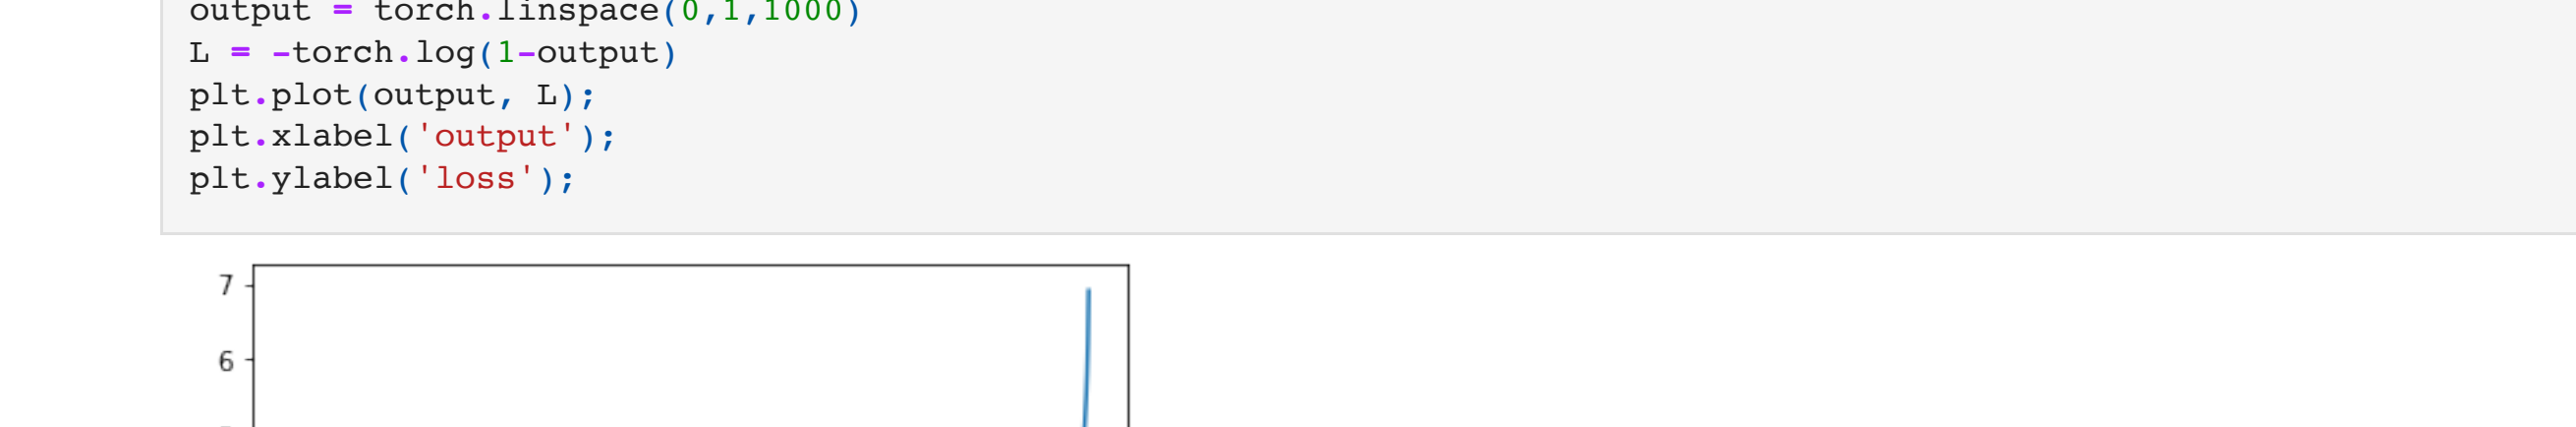 output = torch.linspace(0,1,1000)
L = -torch.log(1-output)
plt.plot(output, L);
plt.xlabel('output');
plt.ylabel('loss');
7
6